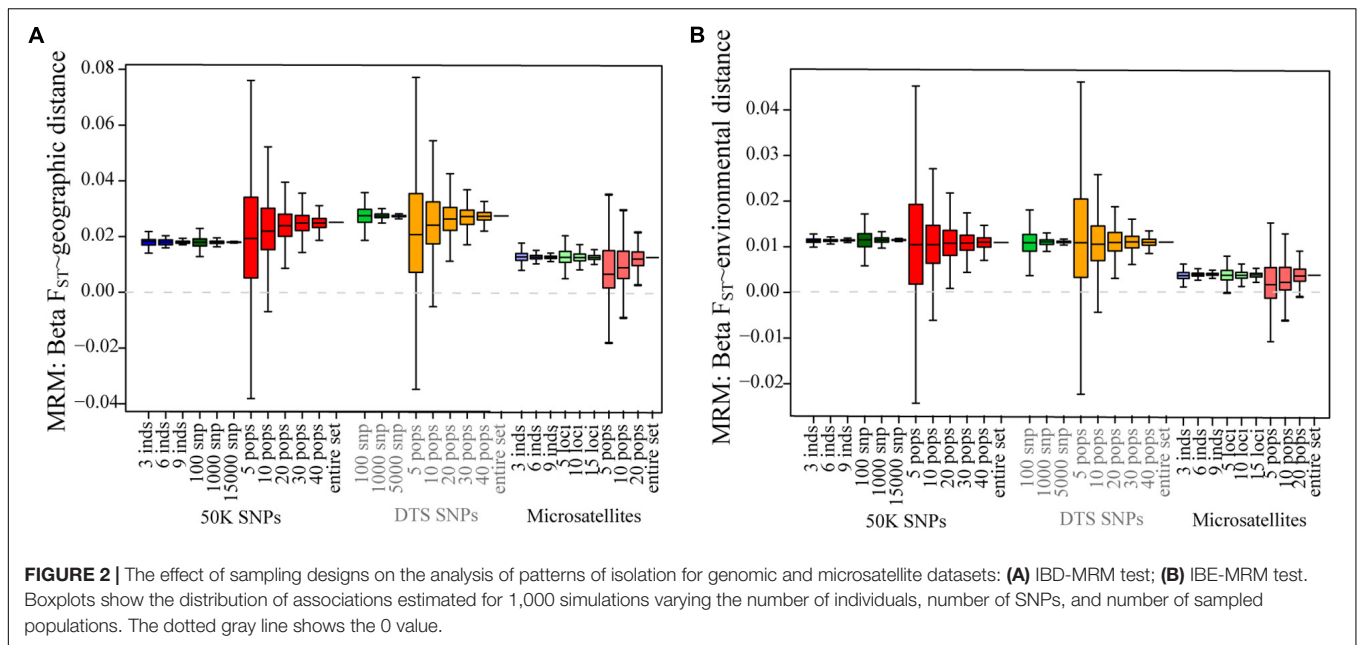 A
MRM: Beta FST~geographic distance
0.08
0.06
0.04
0.02
0.00
−0.02
−0.04
3 inds
6 inds
9 inds
100 snp
1000 snp
15000 snp
5 pops
10 pops
20 pops
30 pops
40 pops
entire set
100 snp
1000 snp
5000 snp
5 pops
10 pops
20 pops
30 pops
40 pops
entire set
3 inds
6 inds
9 inds
5 loci
10 loci
15 loci
5 pops
10 pops
20 pops
entire set
50K SNPs
DTS SNPs
Microsatellites
B
MRM: Beta FST~environmental distance
0.04
0.03
0.02
0.01
0.00
−0.01
−0.02
3 inds
6 inds
9 inds
100 snp
1000 snp
15000 snp
5 pops
10 pops
20 pops
30 pops
40 pops
entire set
100 snp
1000 snp
5000 snp
5 pops
10 pops
20 pops
30 pops
40 pops
entire set
3 inds
6 inds
9 inds
5 loci
10 loci
15 loci
5 pops
10 pops
20 pops
entire set
50K SNPs
DTS SNPs
Microsatellites
FIGURE 2 | The effect of sampling designs on the analysis of patterns of isolation for genomic and microsatellite datasets: (A) IBD-MRM test; (B) IBE-MRM test.
Boxplots show the distribution of associations estimated for 1,000 simulations varying the number of individuals, number of SNPs, and number of sampled
populations. The dotted gray line shows the 0 value.